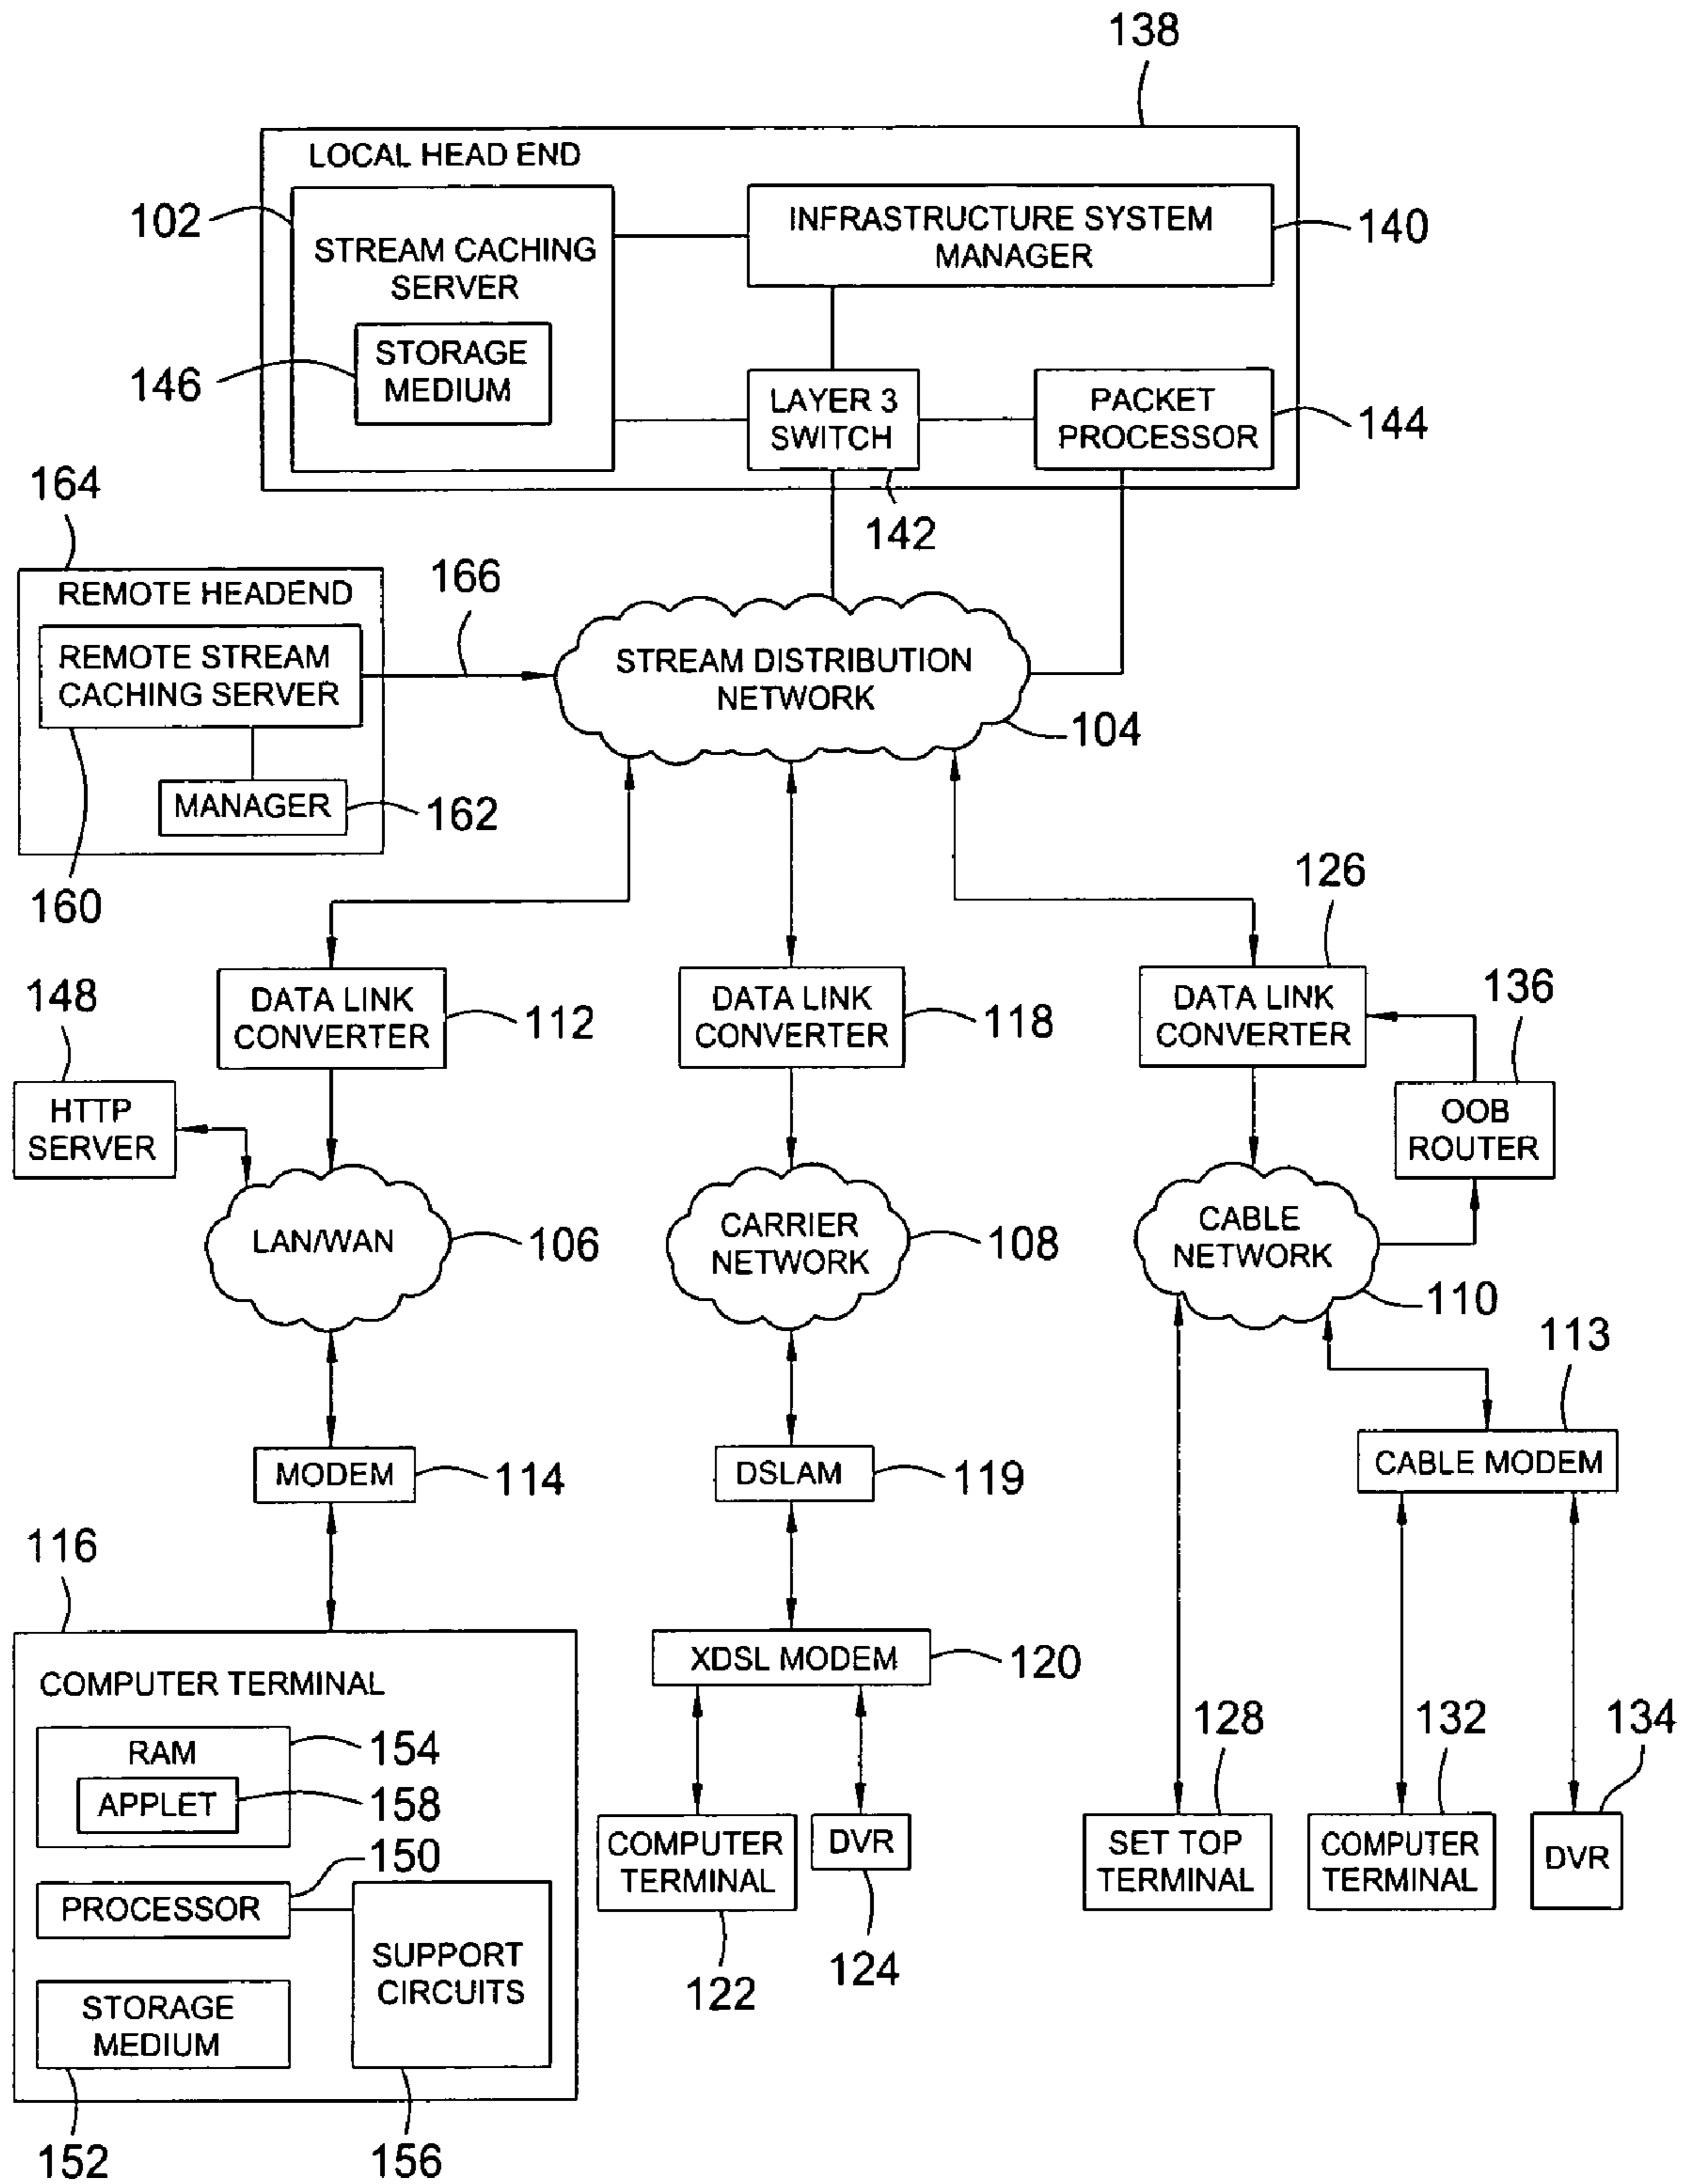 138
LOCAL HEAD END
102
STREAM CACHING
SERVER
INFRASTRUCTURE SYSTEM
MANAGER
140
146
STORAGE
MEDIUM
LAYER 3
SWITCH
PACKET
PROCESSOR
144
142
164
REMOTE HEADEND
166
REMOTE STREAM
CACHING SERVER
STREAM DISTRIBUTION
NETWORK
104
MANAGER
162
160
126
148
DATA LINK
CONVERTER
112
DATA LINK
CONVERTER
118
DATA LINK
CONVERTER
136
HTTP
SERVER
OOB
ROUTER
LAN/WAN
106
CARRIER
NETWORK
108
CABLE
NETWORK
110
113
MODEM
114
DSLAM
119
CABLE MODEM
116
COMPUTER TERMINAL
XDSL MODEM
120
RAM
154
APPLET
158
128
132
134
150
PROCESSOR
COMPUTER
TERMINAL
DVR
SET TOP
TERMINAL
COMPUTER
TERMINAL
DVR
SUPPORT
CIRCUITS
122
124
STORAGE
MEDIUM
152
156